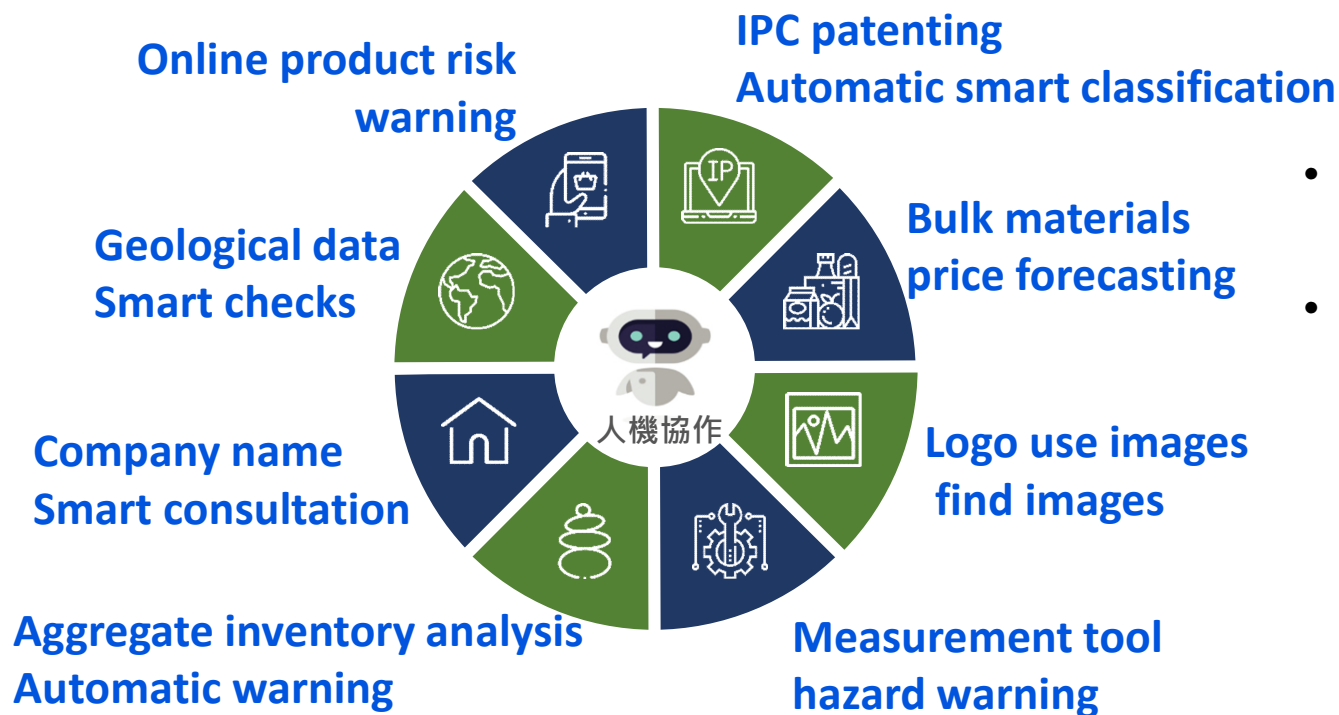 Online product risk
warning
IPC patenting
Automatic smart classification
IP
Bulk materials
price forecasting
Geological data
Smart checks
人機協作
Logo use images
find images
Company name
Smart consultation
Aggregate inventory analysis
Automatic warning
Measurement tool
hazard warning